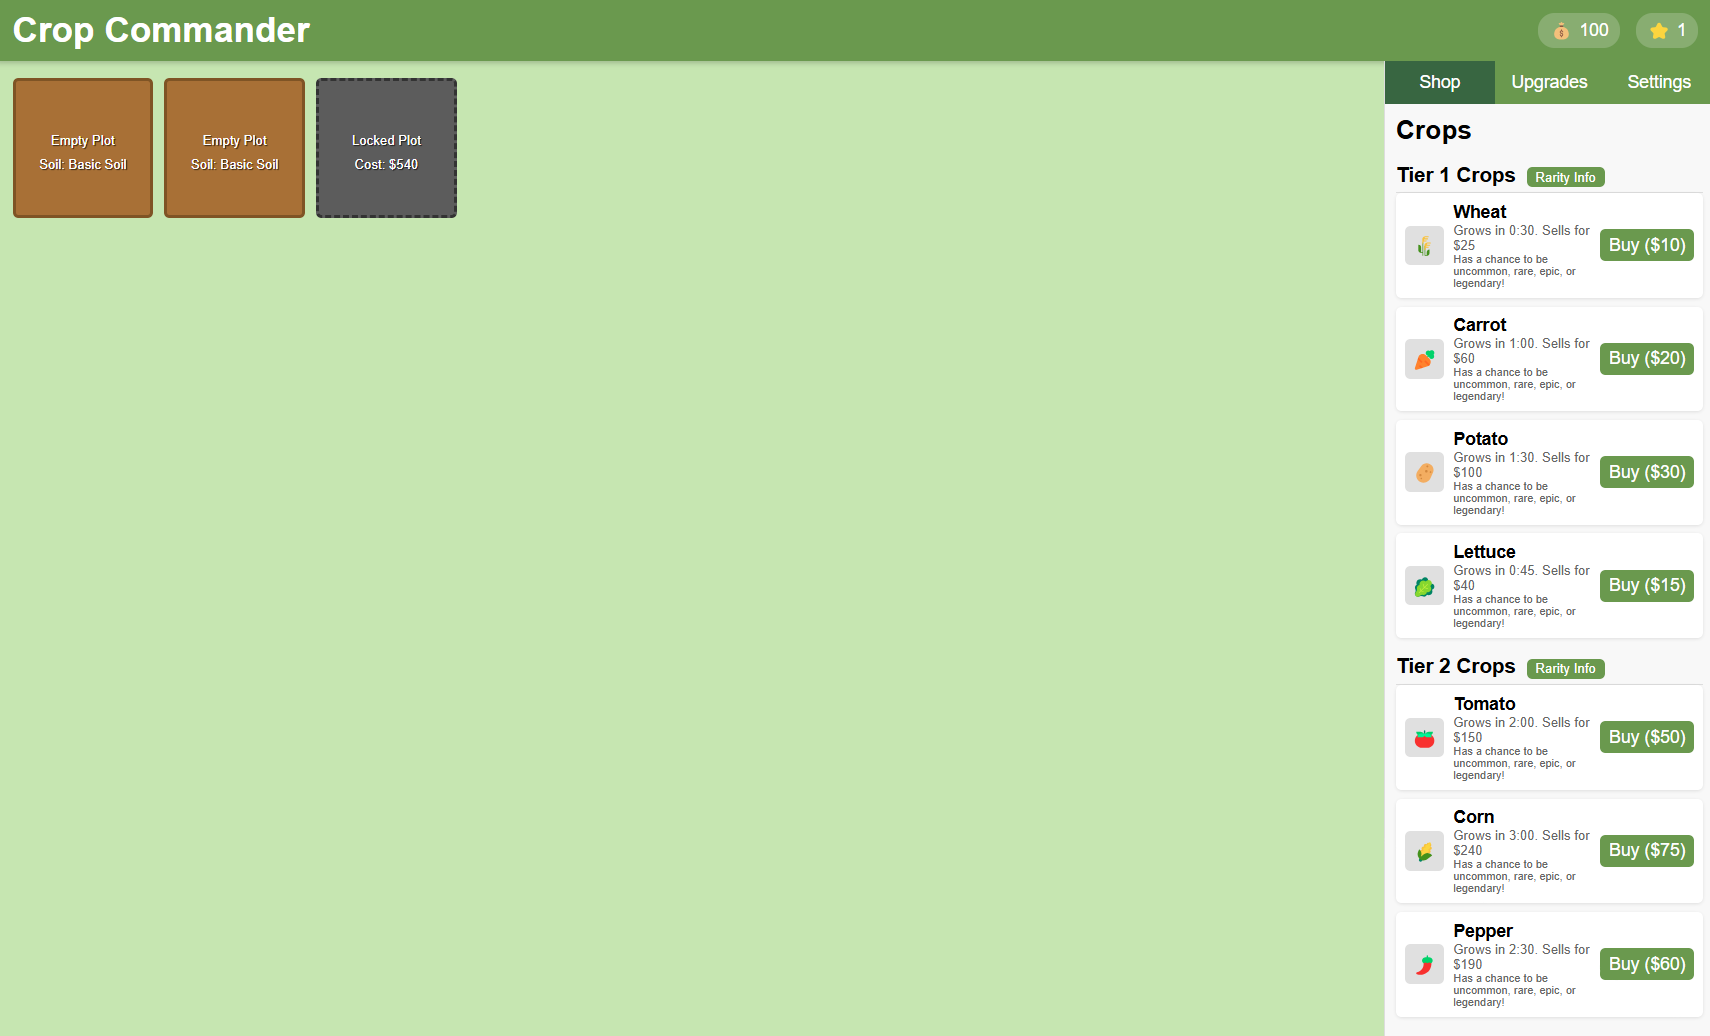 Crop Commander
100
1
Empty Plot
Soil: Basic Soil
Empty Plot
Soil: Basic Soil
Locked Plot
Cost: $540
Shop
Upgrades
Settings
Crops
Tier 1 Crops
Rarity Info
Wheat
Grows in 0:30. Sells for
$25
Has a chance to be
uncommon, rare, epic, or
legendary!
Buy ($10)
Carrot
Grows in 1:00. Sells for
$60
Has a chance to be
uncommon, rare, epic, or
legendary!
Buy ($20)
Potato
Grows in 1:30. Sells for
$100
Has a chance to be
uncommon, rare, epic, or
legendary!
Buy ($30)
Lettuce
Grows in 0:45. Sells for
$40
Has a chance to be
uncommon, rare, epic, or
legendary!
Buy ($15)
Tier 2 Crops
Rarity Info
Tomato
Grows in 2:00. Sells for
$150
Has a chance to be
uncommon, rare, epic, or
legendary!
Buy ($50)
Corn
Grows in 3:00. Sells for
$240
Has a chance to be
uncommon, rare, epic, or
legendary!
Buy ($75)
Pepper
Grows in 2:30. Sells for
$190
Has a chance to be
uncommon, rare, epic, or
legendary!
Buy ($60)